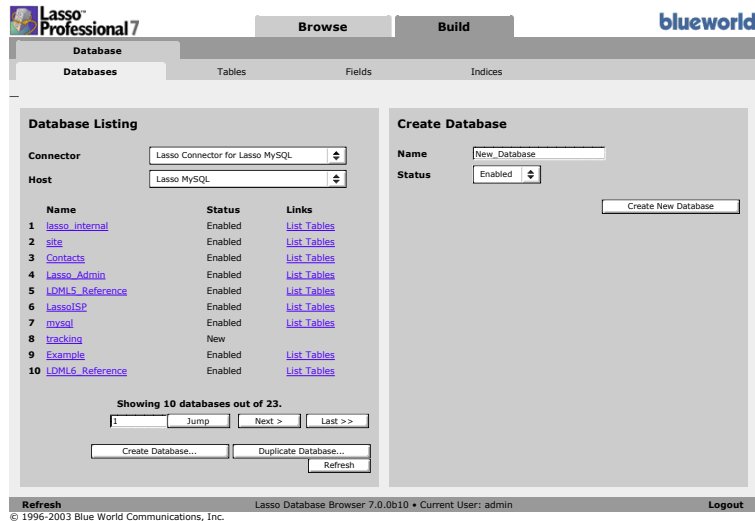 Lasso™
Professional 7
Browse
Build
blueworld
Database
Databases
Tables
Fields
Indices
Database Listing
Connector
Lasso Connector for Lasso MySQL
Host
Lasso MySQL
Name Status Links
1 lasso_internal Enabled List Tables
2 site Enabled List Tables
3 Contacts Enabled List Tables
4 Lasso_Admin Enabled List Tables
5 LDML5_Reference Enabled List Tables
6 LassoISP Enabled List Tables
7 mysql Enabled List Tables
8 tracking New
9 Example Enabled List Tables
10 LDML6_Reference Enabled List Tables
Showing 10 databases out of 23.
1 Jump Next > Last >>
Create Database... Duplicate Database...
Refresh
Create Database
Name New_Database
Status Enabled
Create New Database
Refresh Lasso Database Browser 7.0.0b10 • Current User: admin Logout
© 1996-2003 Blue World Communications, Inc.